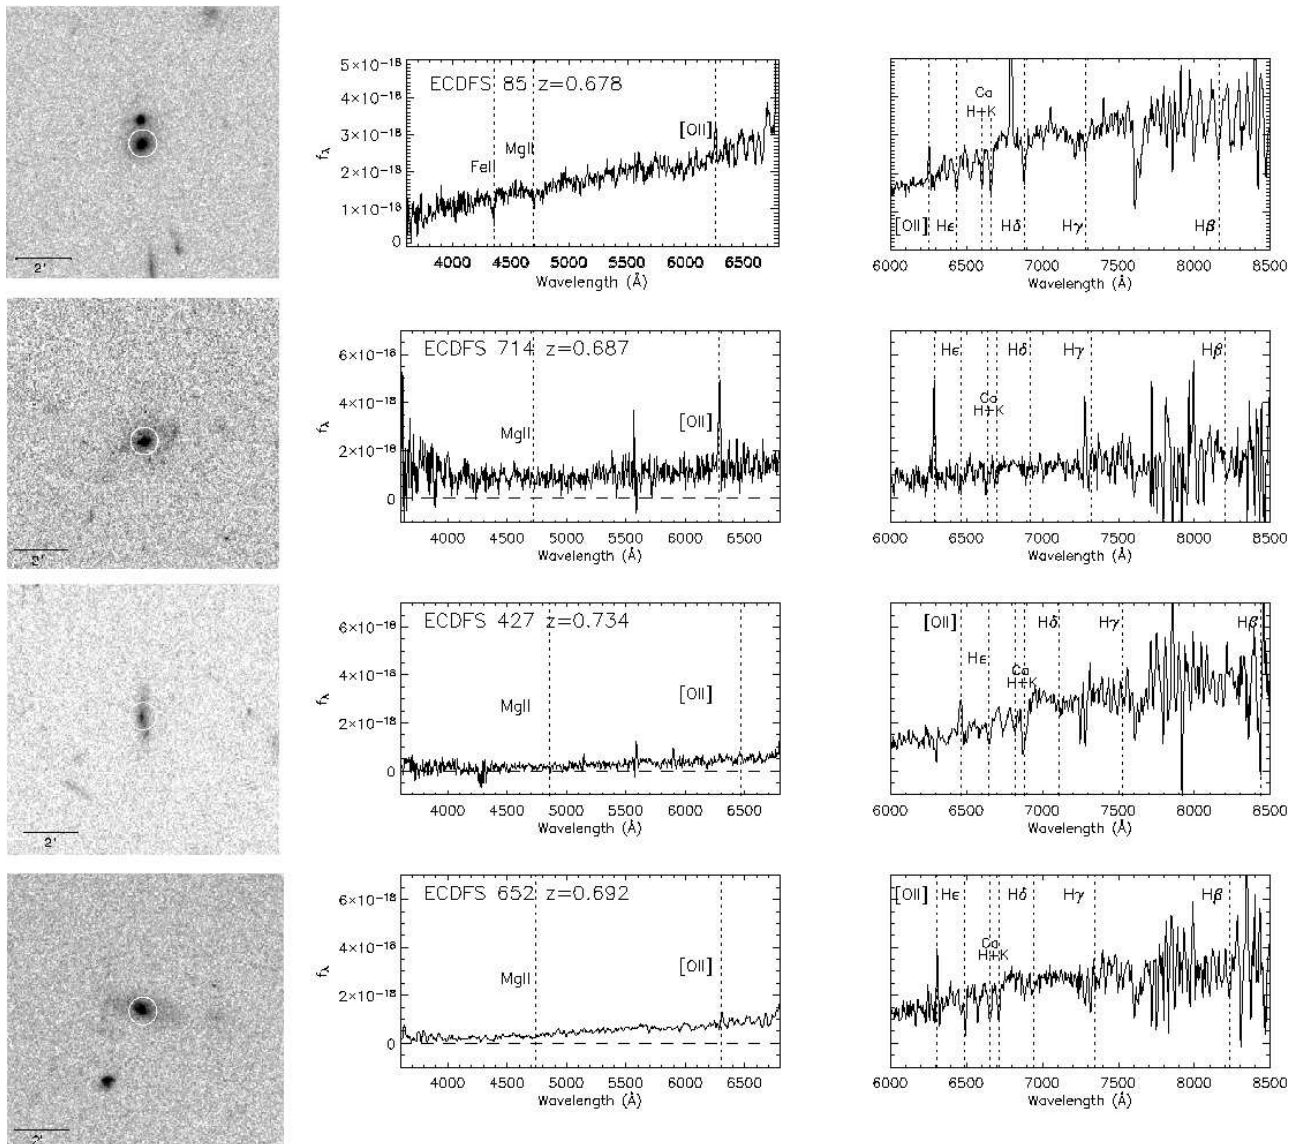 2'
5×10⁻¹⁸
4×10⁻¹⁸
3×10⁻¹⁸
2×10⁻¹⁸
1×10⁻¹⁸
0
fλ
ECDFS 85 z=0.678
FeII
MgII
[OII]
4000 4500 5000 5500 6000 6500
Wavelength (Å)
Ca
H+K
[OII] Hε Hδ Hγ Hβ
6000 6500 7000 7500 8000 8500
Wavelength (Å)
2'
6×10⁻¹⁸
4×10⁻¹⁸
2×10⁻¹⁸
0
fλ
ECDFS 714 z=0.687
MgII
[OII]
4000 4500 5000 5500 6000 6500
Wavelength (Å)
Hε Hδ Hγ Hβ
Ca
H+K
6000 6500 7000 7500 8000 8500
Wavelength (Å)
2'
6×10⁻¹⁸
4×10⁻¹⁸
2×10⁻¹⁸
0
fλ
ECDFS 427 z=0.734
MgII
[OII]
4000 4500 5000 5500 6000 6500
Wavelength (Å)
[OII] Hδ Hγ Hβ
Hε
Ca
H+K
6000 6500 7000 7500 8000 8500
Wavelength (Å)
2'
6×10⁻¹⁸
4×10⁻¹⁸
2×10⁻¹⁸
0
fλ
ECDFS 652 z=0.692
MgII
[OII]
4000 4500 5000 5500 6000 6500
Wavelength (Å)
[OII] Hε Hδ Hγ Hβ
Ca
H+K
6000 6500 7000 7500 8000 8500
Wavelength (Å)